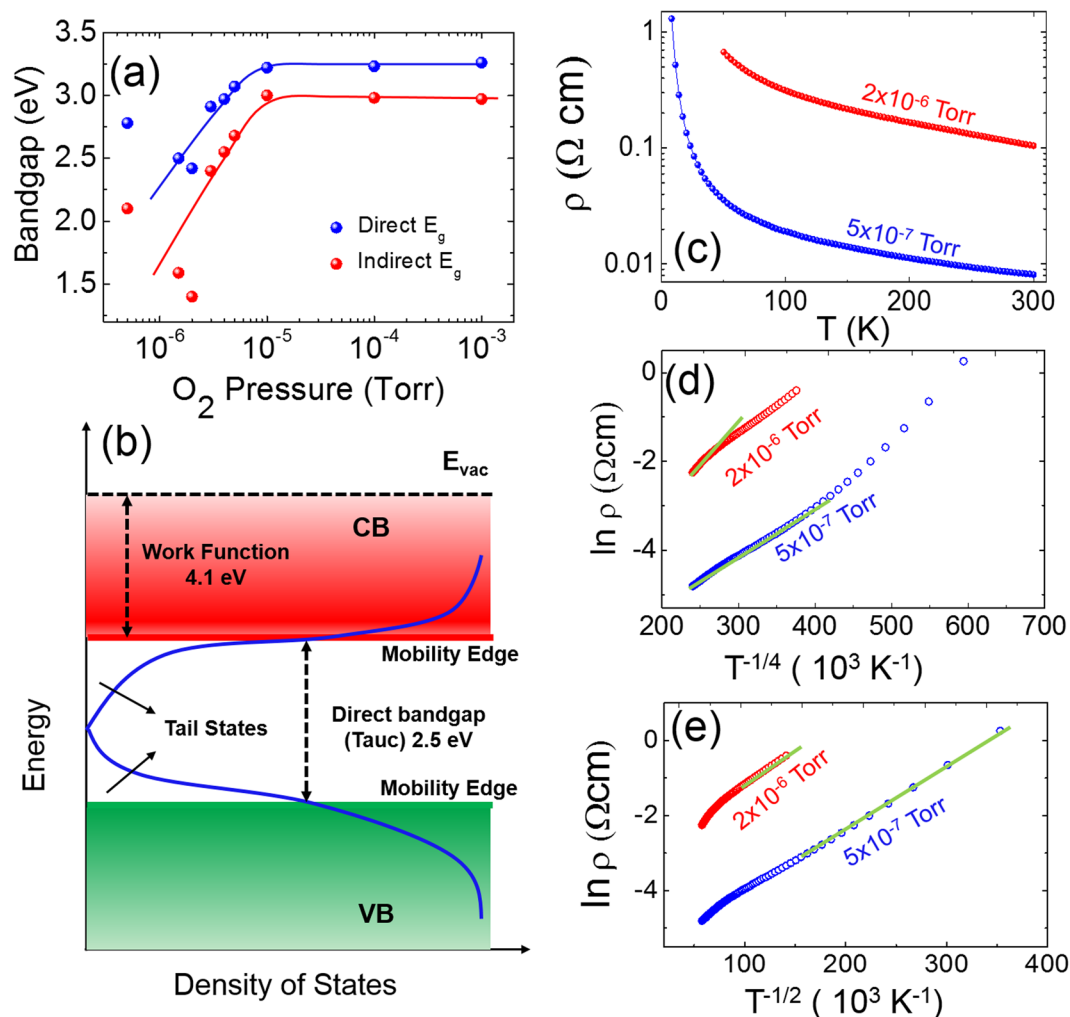 (a)
Bandgap (eV)
3.5
3.0
2.5
2.0
1.5
Direct E_g
Indirect E_g
10^-6
10^-5
10^-4
10^-3
O_2 Pressure (Torr)
(b)
E_vac
CB
Work Function
4.1 eV
Mobility Edge
Tail States
Direct bandgap
(Tauc) 2.5 eV
Mobility Edge
VB
Energy
Density of States
(c)
ρ (Ω cm)
1
0.1
0.01
2x10^-6 Torr
5x10^-7 Torr
0
100
200
300
T (K)
(d)
ln ρ (Ωcm)
0
-2
-4
2x10^-6 Torr
5x10^-7 Torr
200
300
400
500
600
700
T^-1/4 ( 10^3 K^-1)
(e)
ln ρ (Ωcm)
0
-2
-4
2x10^-6 Torr
5x10^-7 Torr
100
200
300
400
T^-1/2 ( 10^3 K^-1)